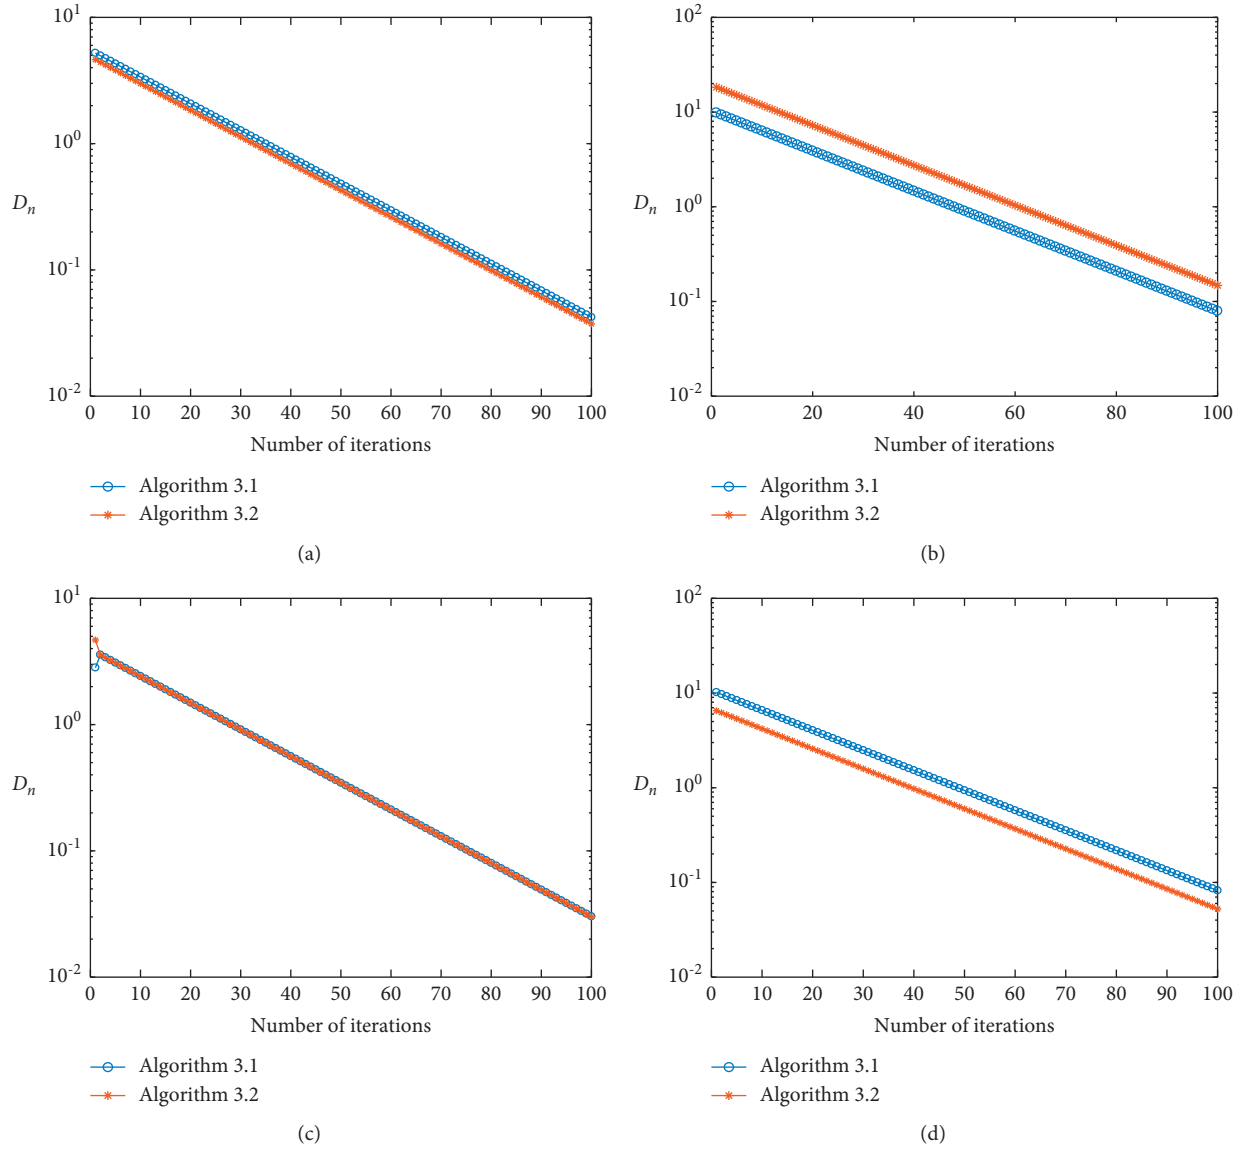 10^1
10^0
10^-1
10^-2
D_n
0 10 20 30 40 50 60 70 80 90 100
Number of iterations
Algorithm 3.1
Algorithm 3.2
(a)
10^2
10^1
10^0
10^-1
10^-2
D_n
0 20 40 60 80 100
Number of iterations
Algorithm 3.1
Algorithm 3.2
(b)
10^1
10^0
10^-1
10^-2
D_n
0 10 20 30 40 50 60 70 80 90 100
Number of iterations
Algorithm 3.1
Algorithm 3.2
(c)
10^2
10^1
10^0
10^-1
10^-2
D_n
0 10 20 30 40 50 60 70 80 90 100
Number of iterations
Algorithm 3.1
Algorithm 3.2
(d)